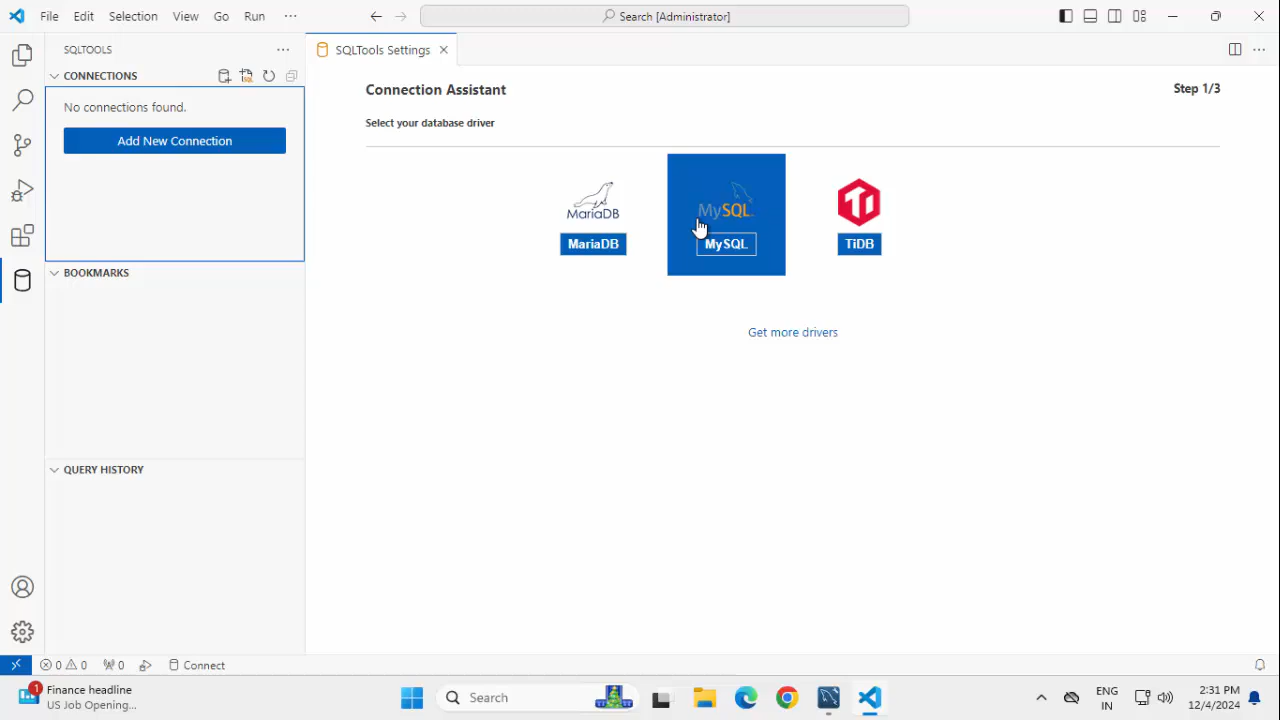 File Edit Selection View Go Run ··· Search [Administrator]
SQLTOOLS
SQLTools Settings
CONNECTIONS
No connections found.
Add New Connection
BOOKMARKS
QUERY HISTORY
Connection Assistant
Step 1/3
Select your database driver
MariaDB
MariaDB
MySQL
MySQL
TiDB
Get more drivers
0 0 0 Connect
1
Finance headline
US Job Opening...
Search
ENG
IN
2:31 PM
12/4/2024